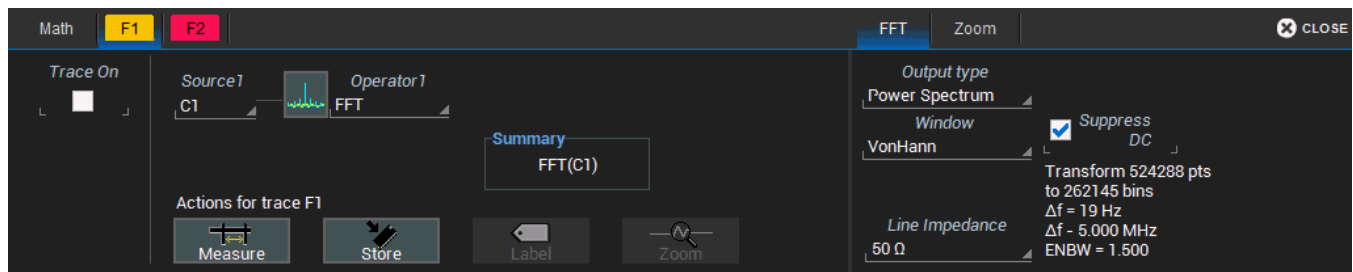 Math F1 F2 FFT Zoom CLOSE
Trace On
Source1
C1
Operator1
FFT
Summary
FFT(C1)
Actions for trace F1
Measure Store Label Zoom
Output type
Power Spectrum
Window
VonHann
Suppress
DC
Transform 524288 pts
to 262145 bins
Δf = 19 Hz
Δf - 5.000 MHz
ENBW = 1.500
Line Impedance
50 Ω